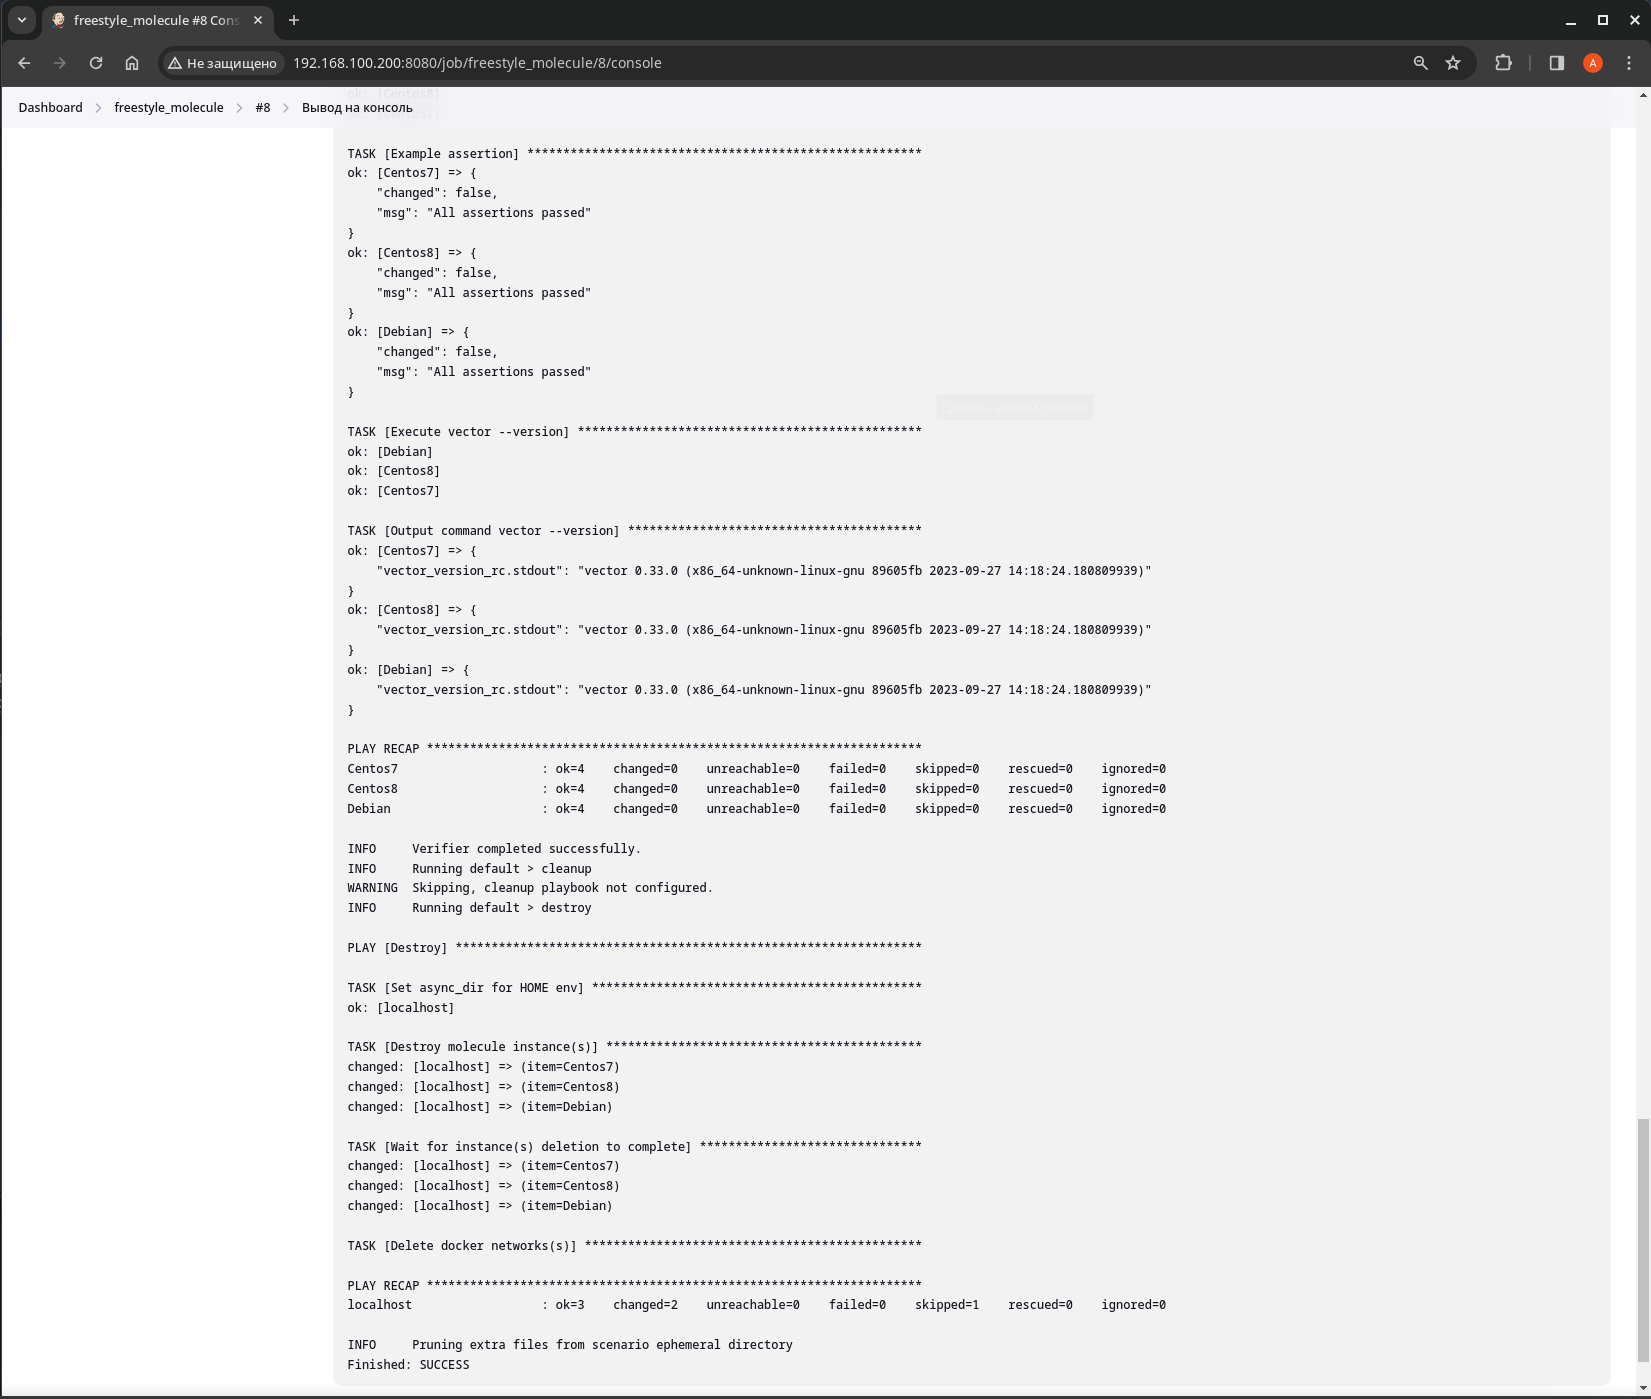 freestyle_molecule #8 Cons
Не защищено
192.168.100.200:8080/job/freestyle_molecule/8/console
A
ok: [Centos8]
Dashboard > freestyle_molecule > #8 > Вывод на консоль
ok: [Centos7]
TASK [Example assertion] *******************************************************
ok: [Centos7] => {
    "changed": false,
    "msg": "All assertions passed"
}
ok: [Centos8] => {
    "changed": false,
    "msg": "All assertions passed"
}
ok: [Debian] => {
    "changed": false,
    "msg": "All assertions passed"
}
Сделать новый снимок
TASK [Execute vector --version] ************************************************
ok: [Debian]
ok: [Centos8]
ok: [Centos7]
TASK [Output command vector --version] *****************************************
ok: [Centos7] => {
    "vector_version_rc.stdout": "vector 0.33.0 (x86_64-unknown-linux-gnu 89605fb 2023-09-27 14:18:24.180809939)"
}
ok: [Centos8] => {
    "vector_version_rc.stdout": "vector 0.33.0 (x86_64-unknown-linux-gnu 89605fb 2023-09-27 14:18:24.180809939)"
}
ok: [Debian] => {
    "vector_version_rc.stdout": "vector 0.33.0 (x86_64-unknown-linux-gnu 89605fb 2023-09-27 14:18:24.180809939)"
}
PLAY RECAP *********************************************************************
Centos7                    : ok=4    changed=0    unreachable=0    failed=0    skipped=0    rescued=0    ignored=0
Centos8                    : ok=4    changed=0    unreachable=0    failed=0    skipped=0    rescued=0    ignored=0
Debian                     : ok=4    changed=0    unreachable=0    failed=0    skipped=0    rescued=0    ignored=0
INFO     Verifier completed successfully.
INFO     Running default > cleanup
WARNING  Skipping, cleanup playbook not configured.
INFO     Running default > destroy
PLAY [Destroy] *****************************************************************
TASK [Set async_dir for HOME env] **********************************************
ok: [localhost]
TASK [Destroy molecule instance(s)] ********************************************
changed: [localhost] => (item=Centos7)
changed: [localhost] => (item=Centos8)
changed: [localhost] => (item=Debian)
TASK [Wait for instance(s) deletion to complete] *******************************
changed: [localhost] => (item=Centos7)
changed: [localhost] => (item=Centos8)
changed: [localhost] => (item=Debian)
TASK [Delete docker networks(s)] ***********************************************
PLAY RECAP *********************************************************************
localhost                  : ok=3    changed=2    unreachable=0    failed=0    skipped=1    rescued=0    ignored=0
INFO     Pruning extra files from scenario ephemeral directory
Finished: SUCCESS